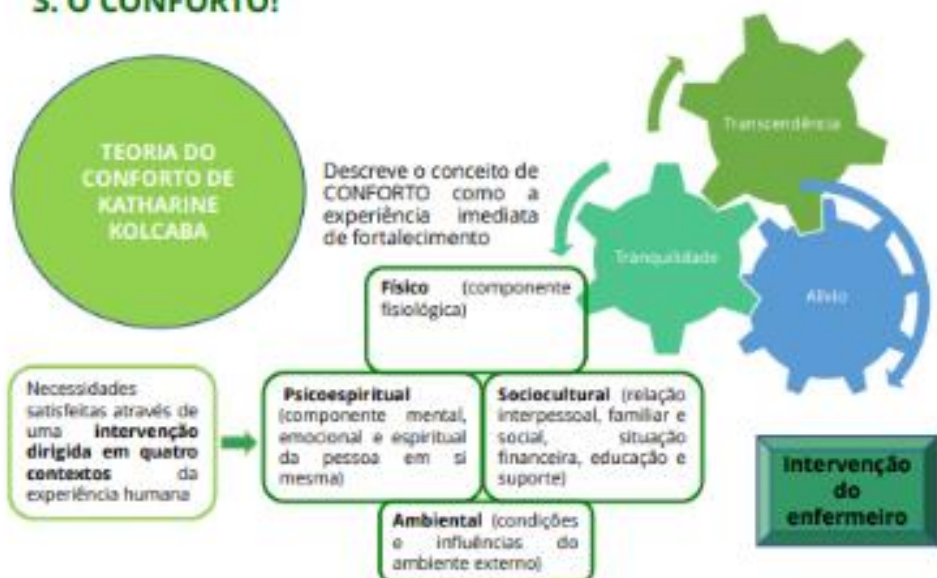 S. O CONFORTO!
TEORIA DO
CONFORTO DE
KATHARINE
KOLCABA
Descreve o conceito de
CONFORTO como a
experiência imediata
de fortalecimento
Transcendência
Tranquilidade
Alívio
Físico (componente
fisiológica)
Necessidades
satisfeitas através de
uma intervenção
dirigida em quatro
contextos da
experiência humana
Psicoespiritual
(componente mental,
emocional e espiritual
da pessoa em si
mesma)
Sociocultural (relação
interpessoal, familiar e
social, situação
financeira, educação e
suporte)
Ambiental (condições
e influências do
ambiente externo)
Intervenção
do
enfermeiro